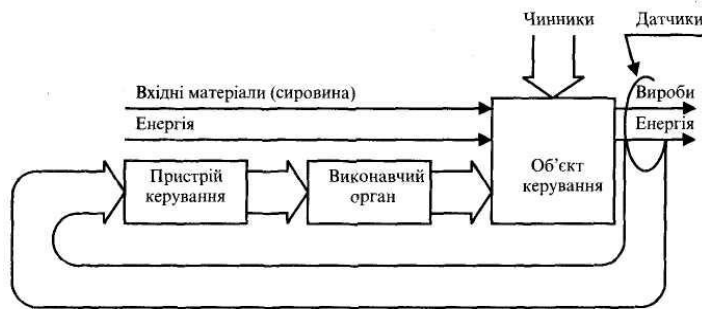 Чинники
Датчики
Вхідні матеріали (сировина)
Вироби
Енергія
Енергія
Пристрій
керування
Виконавчий
орган
Об'єкт
керування